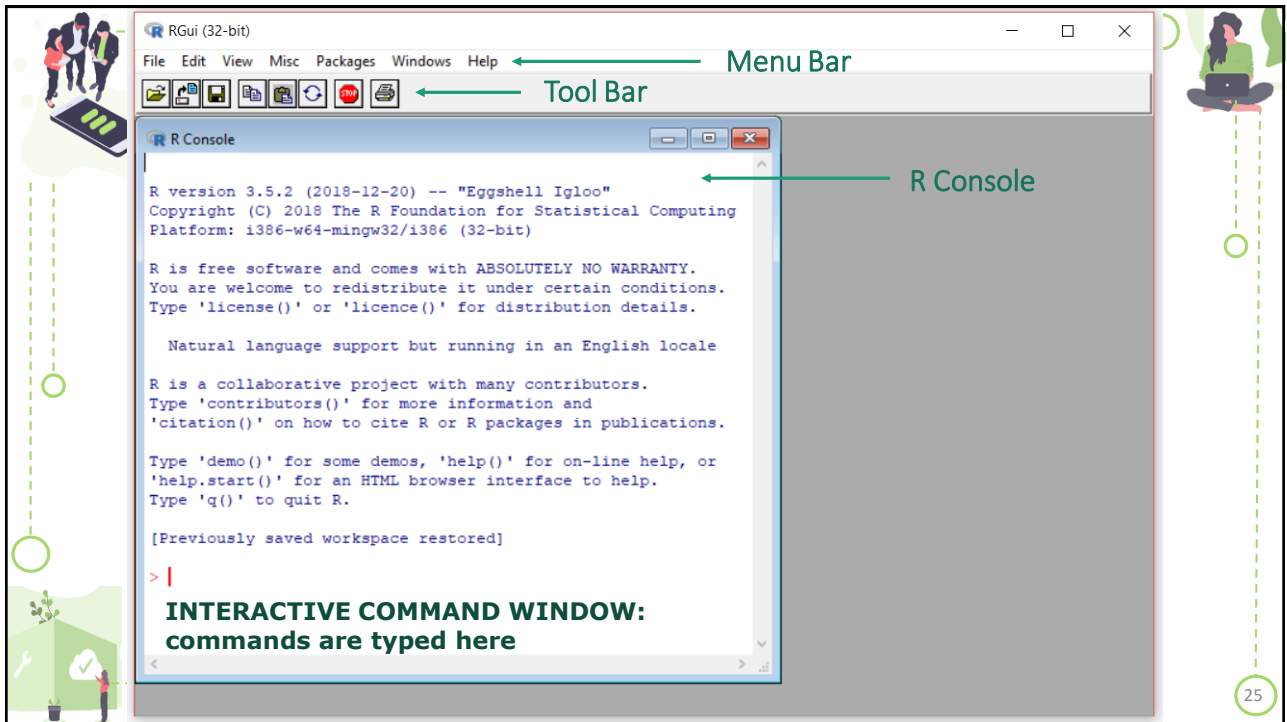 RGui (32-bit)
File Edit View Misc Packages Windows Help
Menu Bar
STOP
Tool Bar
R Console
R Console
R version 3.5.2 (2018-12-20) -- "Eggshell Igloo"
Copyright (C) 2018 The R Foundation for Statistical Computing
Platform: i386-w64-mingw32/i386 (32-bit)
R is free software and comes with ABSOLUTELY NO WARRANTY.
You are welcome to redistribute it under certain conditions.
Type 'license()' or 'licence()' for distribution details.
Natural language support but running in an English locale
R is a collaborative project with many contributors.
Type 'contributors()' for more information and
'citation()' on how to cite R or R packages in publications.
Type 'demo()' for some demos, 'help()' for on-line help, or
'help.start()' for an HTML browser interface to help.
Type 'q()' to quit R.
[Previously saved workspace restored]
>
INTERACTIVE COMMAND WINDOW:
commands are typed here
25